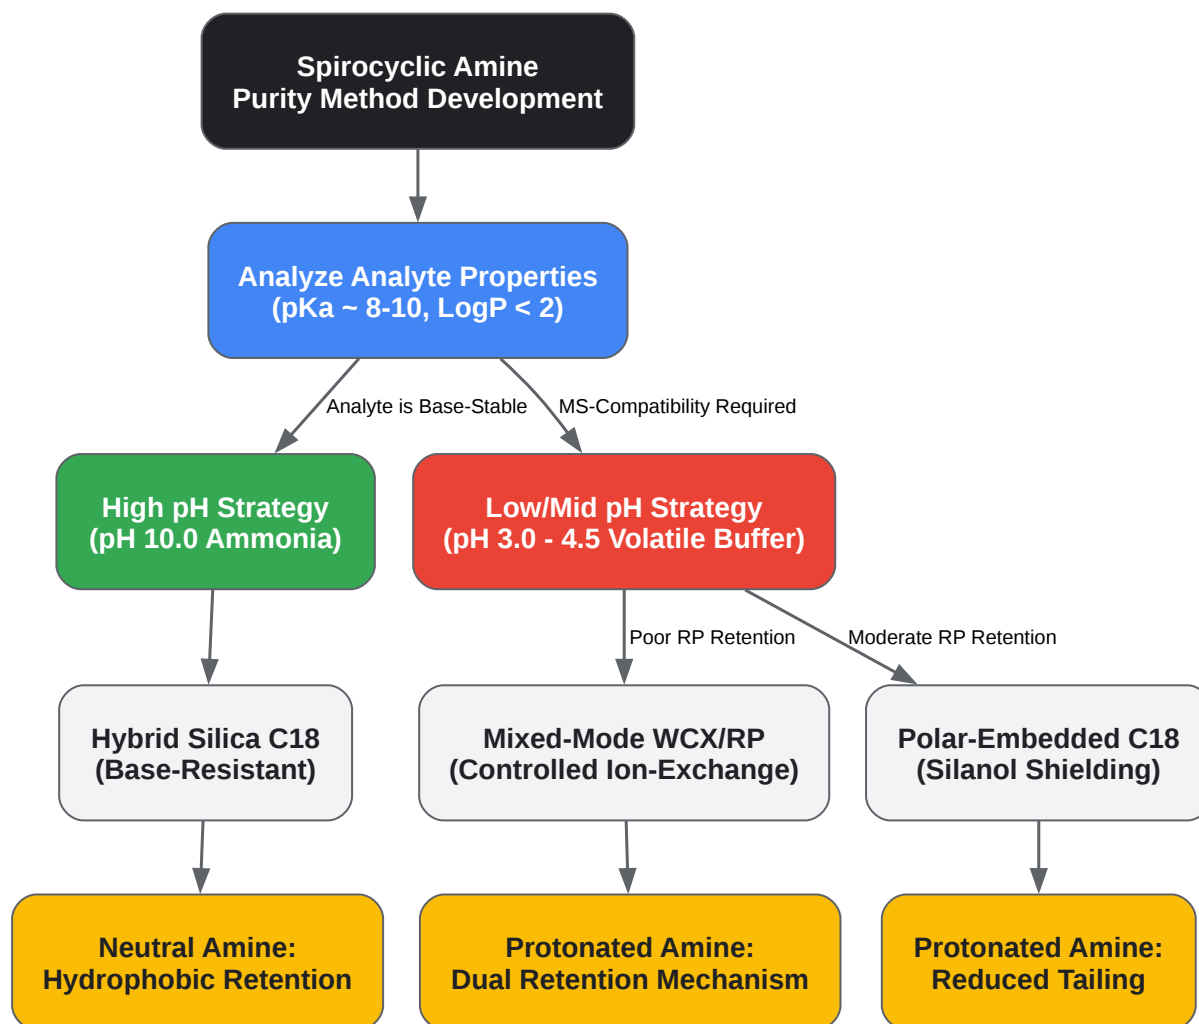 Spirocyclic Amine
Purity Method Development
Analyze Analyte Properties
(pKa ~ 8-10, LogP < 2)
Analyte is Base-Stable
MS-Compatibility Required
High pH Strategy
(pH 10.0 Ammonia)
Low/Mid pH Strategy
(pH 3.0 - 4.5 Volatile Buffer)
Poor RP Retention
Moderate RP Retention
Hybrid Silica C18
(Base-Resistant)
Mixed-Mode WCX/RP
(Controlled Ion-Exchange)
Polar-Embedded C18
(Silanol Shielding)
Neutral Amine:
Hydrophobic Retention
Protonated Amine:
Dual Retention Mechanism
Protonated Amine:
Reduced Tailing